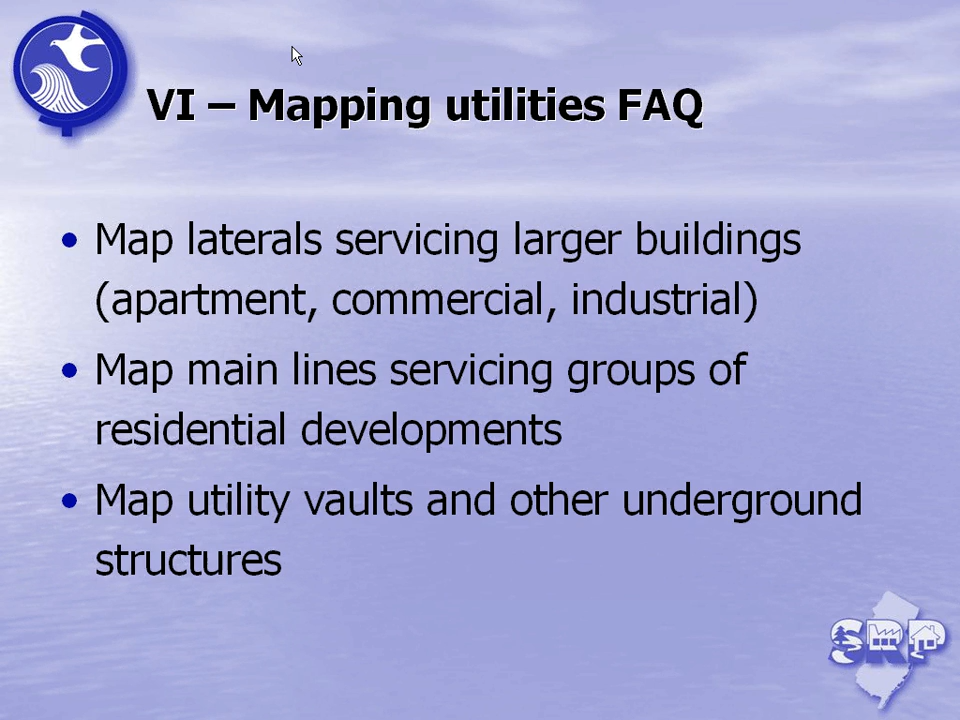 VI – Mapping utilities FAQ
• Map laterals servicing larger buildings
(apartment, commercial, industrial)
• Map main lines servicing groups of
residential developments
• Map utility vaults and other underground
structures
SRP